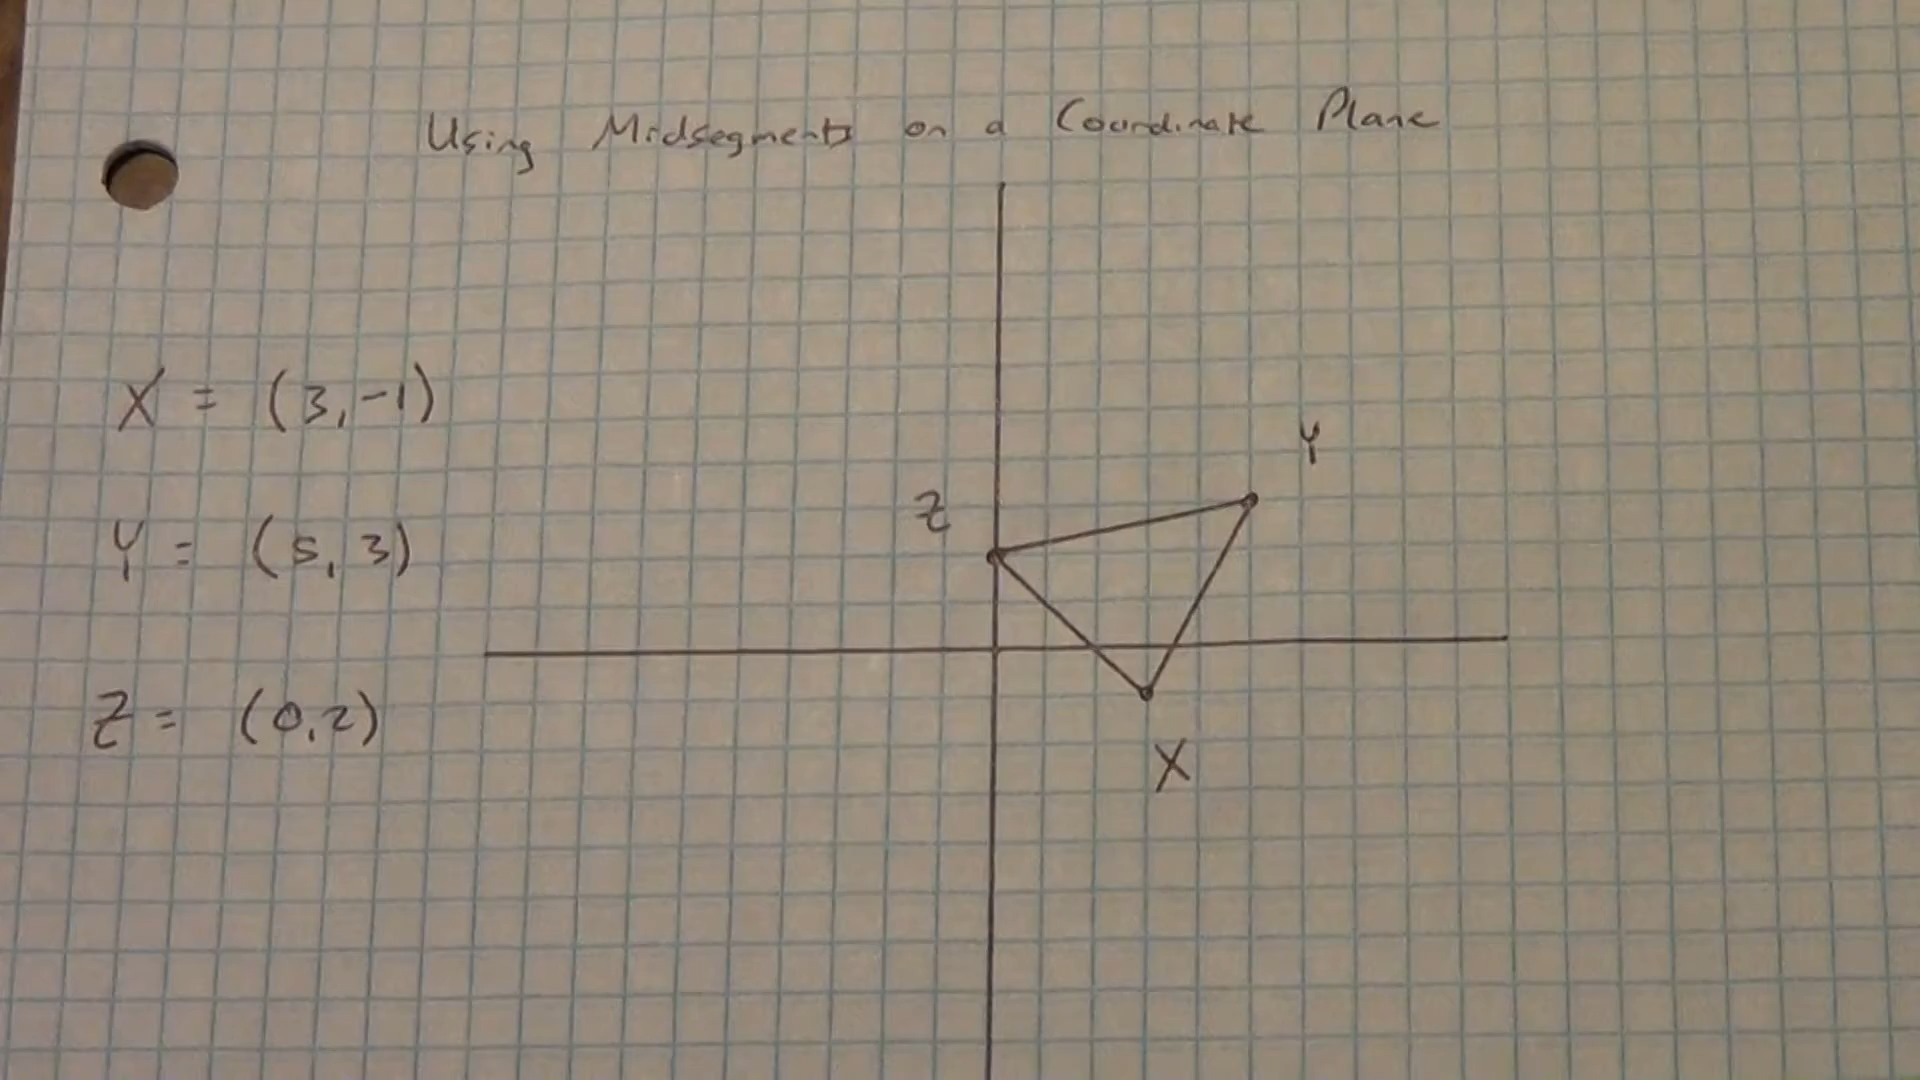 Using Midsegments on a Coordinate Plane
X = (3,-1)
Y
Z
Y = (5,3)
Z = (0,2)
X